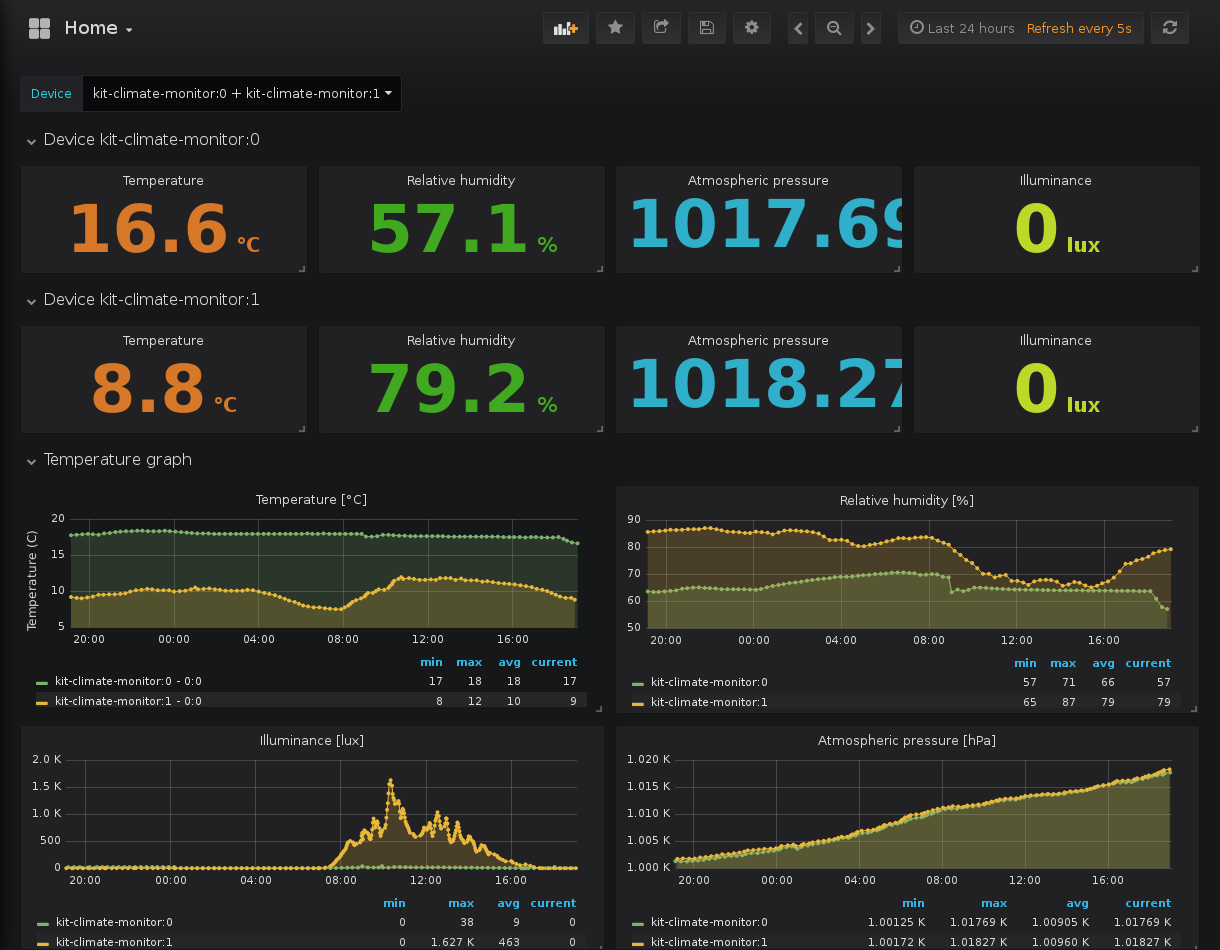 Home
Last 24 hours Refresh every 5s
Device kit-climate-monitor:0 + kit-climate-monitor:1
Device kit-climate-monitor:0
Temperature Relative humidity Atmospheric pressure Illuminance
16.6 °C 57.1 % 1017.69 0 lux
Device kit-climate-monitor:1
Temperature Relative humidity Atmospheric pressure Illuminance
8.8 °C 79.2 % 1018.27 0 lux
Temperature graph
Temperature [°C]
Temperature (C)
20
15
10
5
20:00 00:00 04:00 08:00 12:00 16:00
min max avg current
kit-climate-monitor:0 - 0:0 17 18 18 17
kit-climate-monitor:1 - 0:0 8 12 10 9
Relative humidity [%]
90
80
70
60
50
20:00 00:00 04:00 08:00 12:00 16:00
min max avg current
kit-climate-monitor:0 57 71 66 57
kit-climate-monitor:1 65 87 79 79
Illuminance [lux]
2.0 K
1.5 K
1.0 K
500
0
20:00 00:00 04:00 08:00 12:00 16:00
min max avg current
kit-climate-monitor:0 0 38 9 0
kit-climate-monitor:1 0 1.627 K 463 0
Atmospheric pressure [hPa]
1.020 K
1.015 K
1.010 K
1.005 K
1.000 K
20:00 00:00 04:00 08:00 12:00 16:00
min max avg current
kit-climate-monitor:0 1.00125 K 1.01769 K 1.00905 K 1.01769 K
kit-climate-monitor:1 1.00172 K 1.01827 K 1.00960 K 1.01827 K